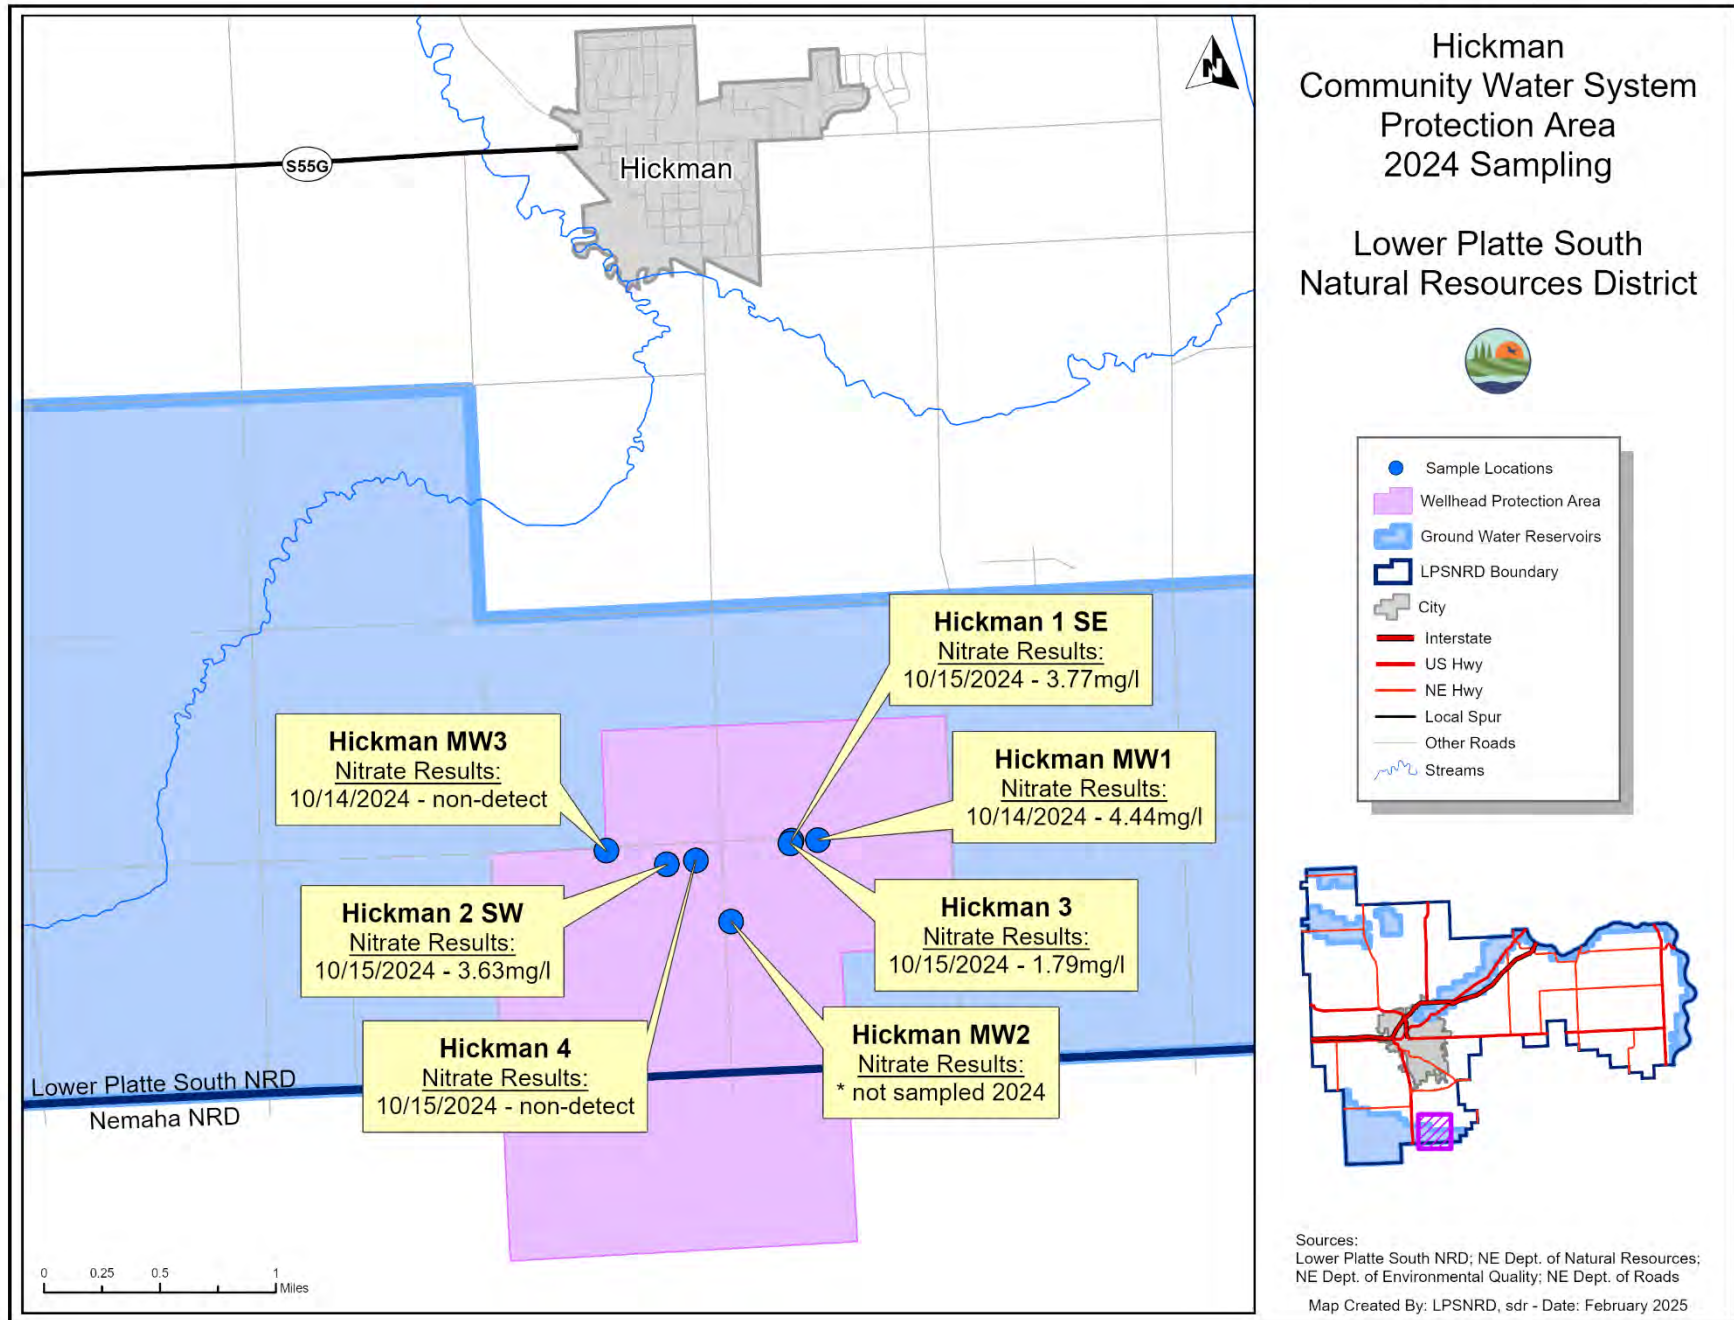 Hickman
Community Water System
Protection Area
2024 Sampling
Lower Platte South
Natural Resources District
N
S55G
Hickman
Sample Locations
Wellhead Protection Area
Ground Water Reservoirs
LPSNRD Boundary
City
Interstate
US Hwy
NE Hwy
Local Spur
Other Roads
Streams
Hickman 1 SE
Nitrate Results:
10/15/2024 - 3.77mg/l
Hickman MW3
Nitrate Results:
10/14/2024 - non-detect
Hickman MW1
Nitrate Results:
10/14/2024 - 4.44mg/l
Hickman 2 SW
Nitrate Results:
10/15/2024 - 3.63mg/l
Hickman 3
Nitrate Results:
10/15/2024 - 1.79mg/l
Hickman 4
Nitrate Results:
10/15/2024 - non-detect
Hickman MW2
Nitrate Results:
* not sampled 2024
Lower Platte South NRD
Nemaha NRD
0 0.25 0.5 1
Miles
Sources:
Lower Platte South NRD; NE Dept. of Natural Resources;
NE Dept. of Environmental Quality; NE Dept. of Roads
Map Created By: LPSNRD, sdr - Date: February 2025